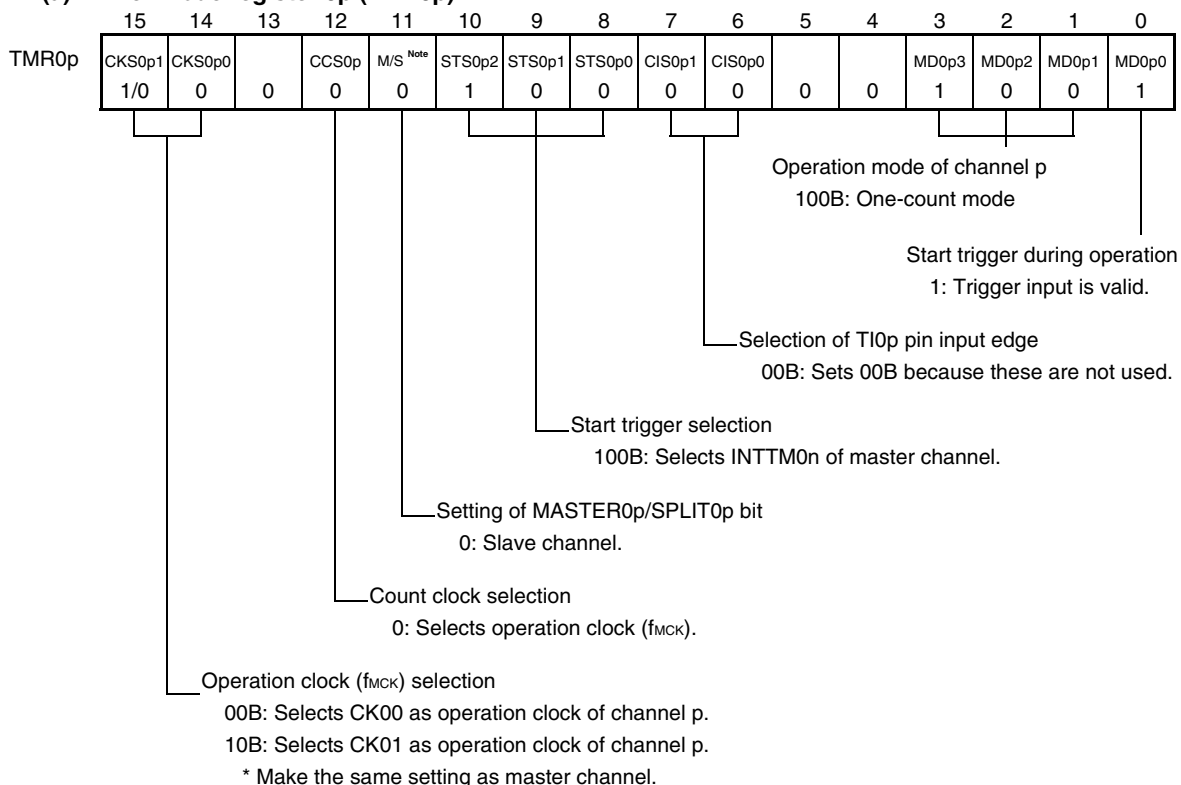 15 14 13 12 11 10 9 8 7 6 5 4 3 2 1 0
TMR0p CKS0p1 CKS0p0 CCS0p M/S Note STS0p2 STS0p1 STS0p0 CIS0p1 CIS0p0 MD0p3 MD0p2 MD0p1 MD0p0
1/0 0 0 0 0 1 0 0 0 0 0 0 1 0 0 1
Operation mode of channel p
100B: One-count mode
Start trigger during operation
1: Trigger input is valid.
Selection of TI0p pin input edge
00B: Sets 00B because these are not used.
Start trigger selection
100B: Selects INTTM0n of master channel.
Setting of MASTER0p/SPLIT0p bit
0: Slave channel.
Count clock selection
0: Selects operation clock (fMCK).
Operation clock (fMCK) selection
00B: Selects CK00 as operation clock of channel p.
10B: Selects CK01 as operation clock of channel p.
* Make the same setting as master channel.